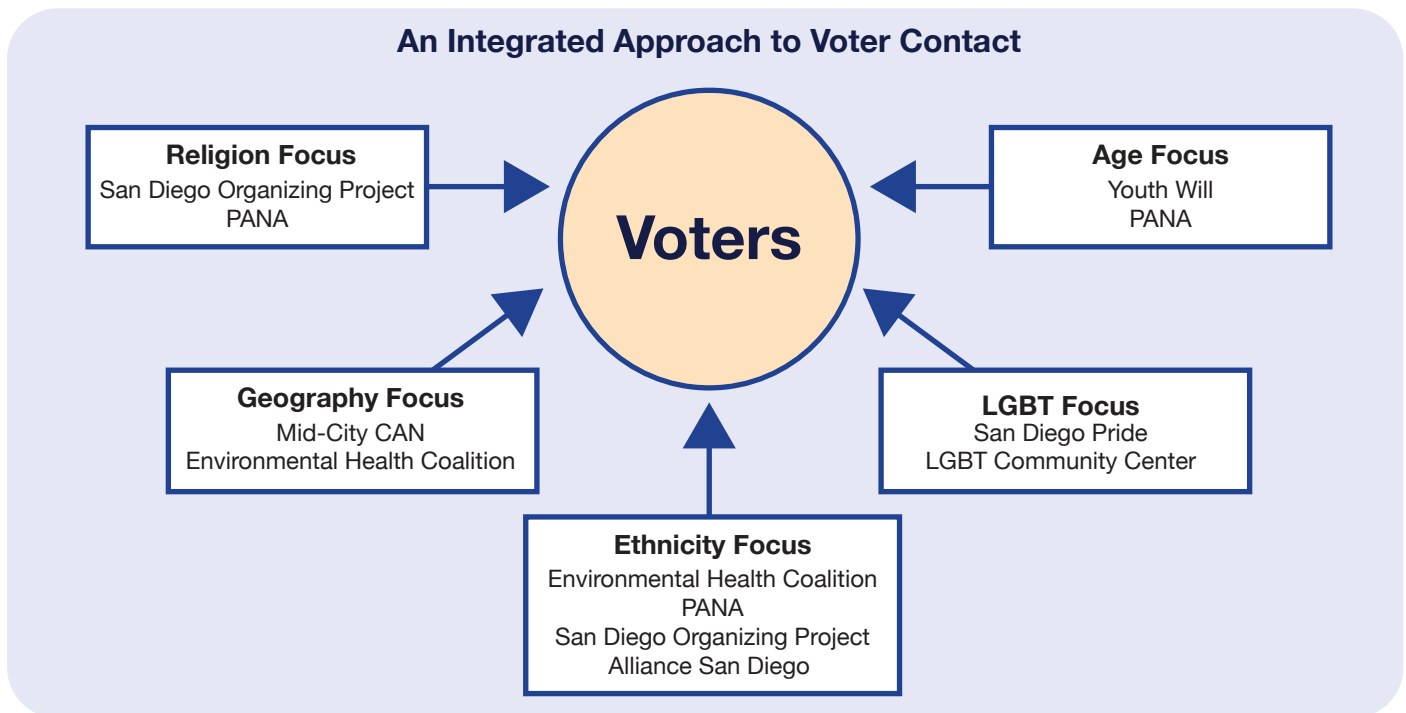 An Integrated Approach to Voter Contact
Religion Focus
San Diego Organizing Project
PANA
Age Focus
Youth Will
PANA
Voters
Geography Focus
Mid-City CAN
Environmental Health Coalition
LGBT Focus
San Diego Pride
LGBT Community Center
Ethnicity Focus
Environmental Health Coalition
PANA
San Diego Organizing Project
Alliance San Diego